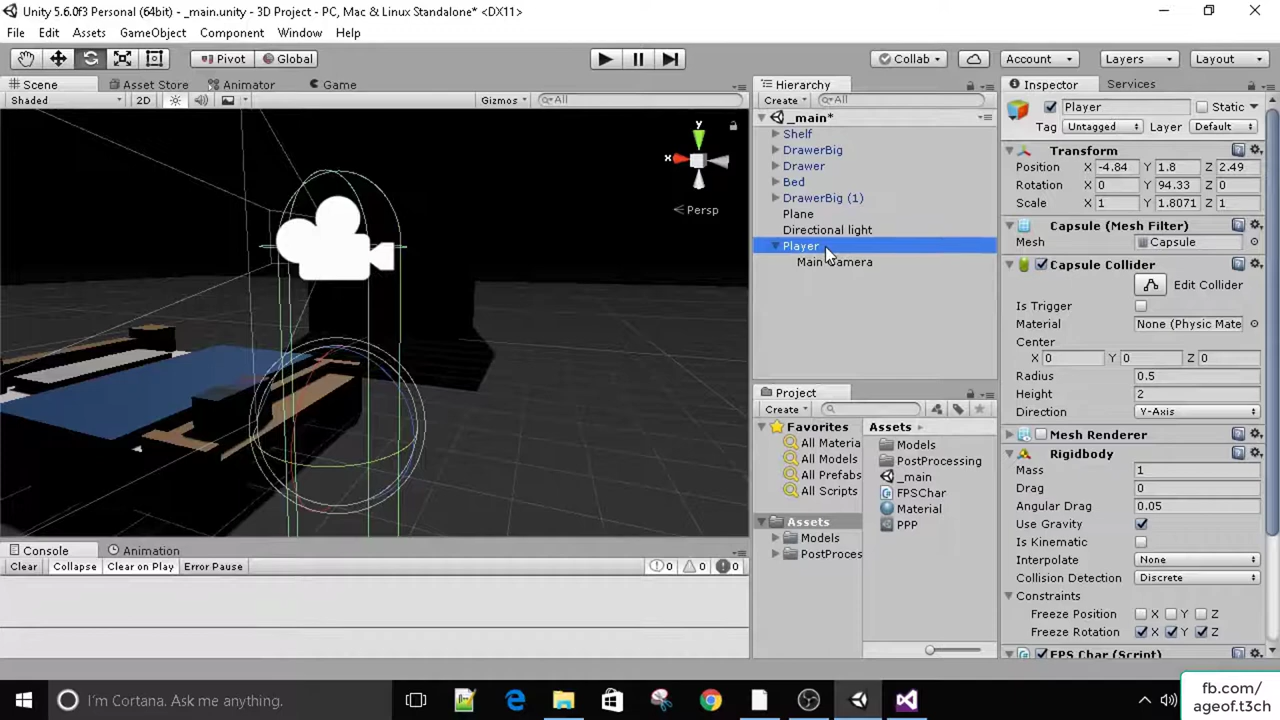 Unity 5.6.0f3 Personal (64bit) - _main.unity - 3D Project - PC, Mac & Linux Standalone* <DX11>
File Edit Assets GameObject Component Window Help
Pivot Global Collab Account Layers Layout
Scene Asset Store Animator Game
Shaded 2D Gizmos All
y
x
Persp
Hierarchy
Create All
_main*
Shelf
DrawerBig
Drawer
Bed
DrawerBig (1)
Plane
Directional light
Player
Main Camera
Project
Create
Favorites
All Materia
All Models
All Prefabs
All Scripts
Assets
Models
PostProces
Assets
Models
PostProcessing
_main
FPSChar
Material
PPP
Inspector Services
Player Static
Tag Untagged Layer Default
Transform
Position X -4.84 Y 1.8 Z 2.49
Rotation X 0 Y 94.33 Z 0
Scale X 1 Y 1.8071 Z 1
Capsule (Mesh Filter)
Mesh Capsule
Capsule Collider
Edit Collider
Is Trigger
Material None (Physic Mate
Center
X 0 Y 0 Z 0
Radius 0.5
Height 2
Direction Y-Axis
Mesh Renderer
Rigidbody
Mass 1
Drag 0
Angular Drag 0.05
Use Gravity
Is Kinematic
Interpolate None
Collision Detection Discrete
Constraints
Freeze Position X Y Z
Freeze Rotation X Y Z
FPS Char (Script)
Console Animation
Clear Collapse Clear on Play Error Pause 0 0 0
I'm Cortana. Ask me anything.
fb.com/
ageof.t3ch